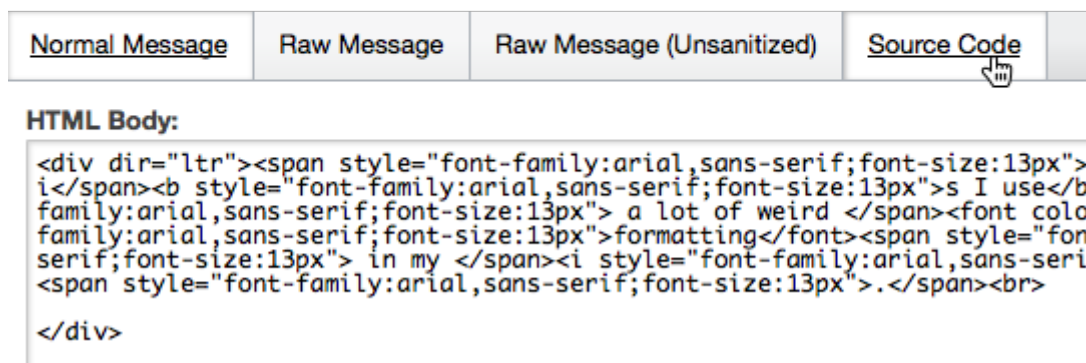 Normal Message Raw Message Raw Message (Unsanitized) Source Code
HTML Body:
<div dir="ltr"><span style="font-family:arial,sans-serif;font-size:13px">
i</span><b style="font-family:arial,sans-serif;font-size:13px">s I use</b
family:arial,sans-serif;font-size:13px"> a lot of weird </span><font colo
family:arial,sans-serif;font-size:13px">formatting</font><span style="fon
serif;font-size:13px"> in my </span><i style="font-family:arial,sans-seri
<span style="font-family:arial,sans-serif;font-size:13px">.</span><br>
</div>